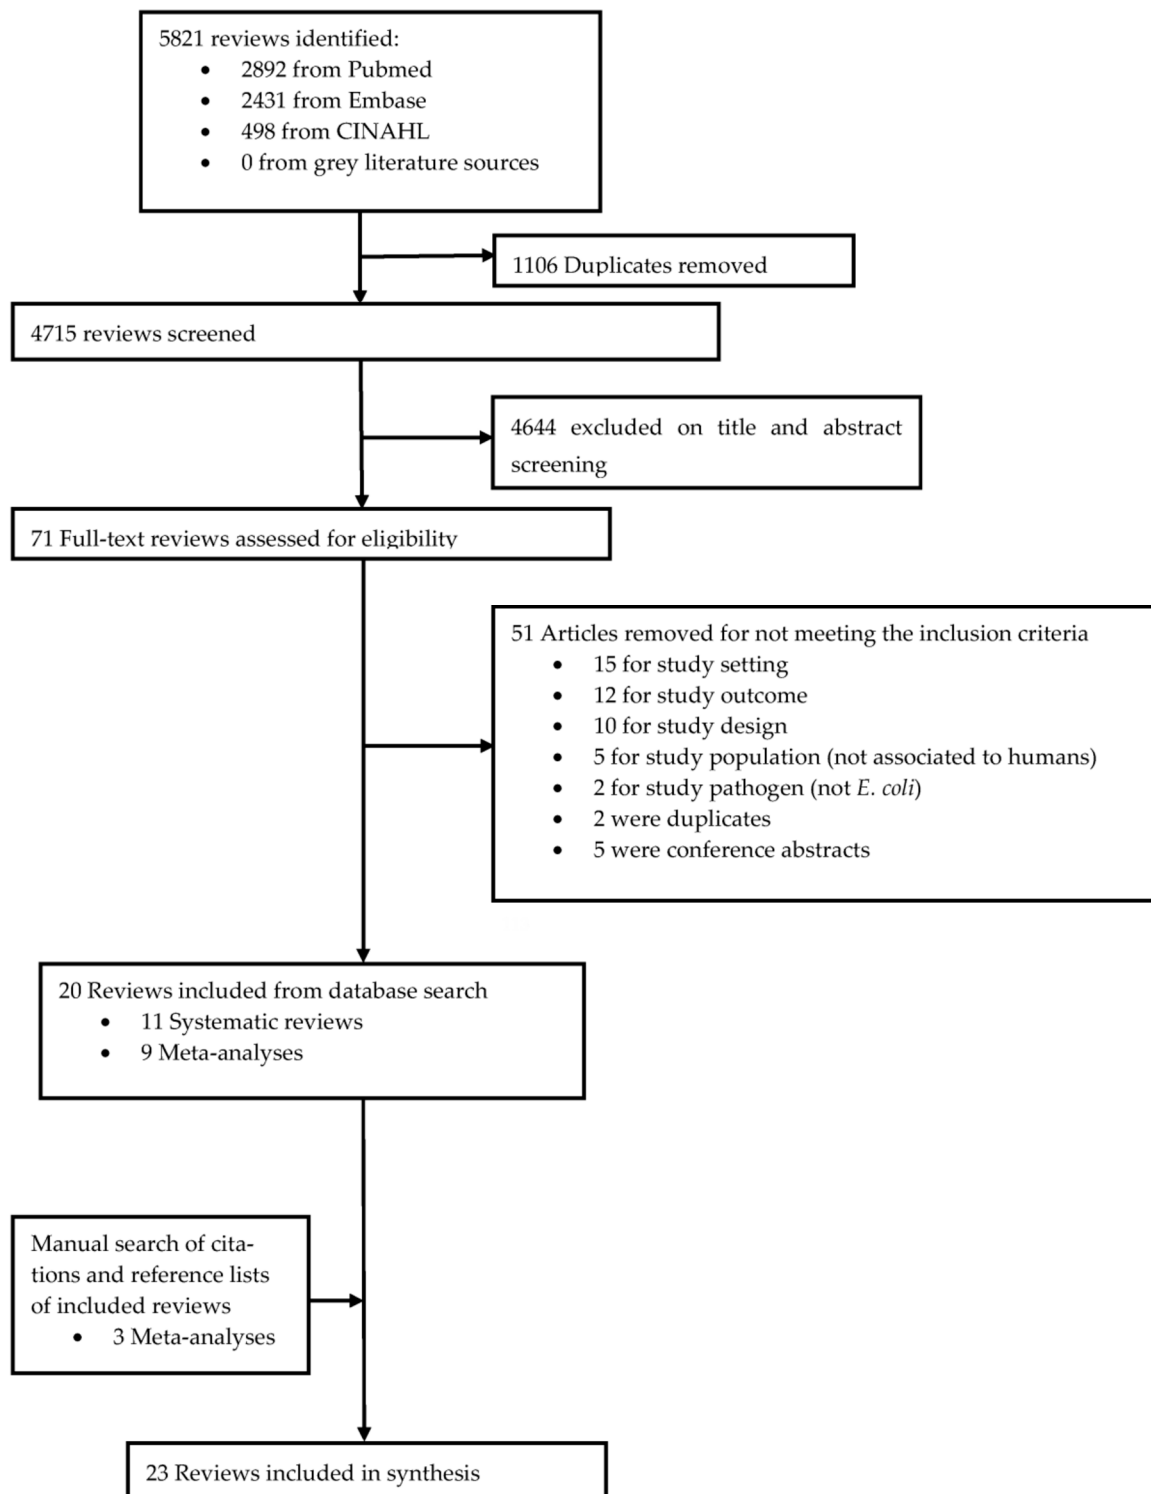 5821 reviews identified:
• 2892 from Pubmed
• 2431 from Embase
• 498 from CINAHL
• 0 from grey literature sources
1106 Duplicates removed
4715 reviews screened
4644 excluded on title and abstract
screening
71 Full-text reviews assessed for eligibility
51 Articles removed for not meeting the inclusion criteria
• 15 for study setting
• 12 for study outcome
• 10 for study design
• 5 for study population (not associated to humans)
• 2 for study pathogen (not E. coli)
• 2 were duplicates
• 5 were conference abstracts
20 Reviews included from database search
• 11 Systematic reviews
• 9 Meta-analyses
Manual search of cita-
tions and reference lists
of included reviews
• 3 Meta-analyses
23 Reviews included in synthesis